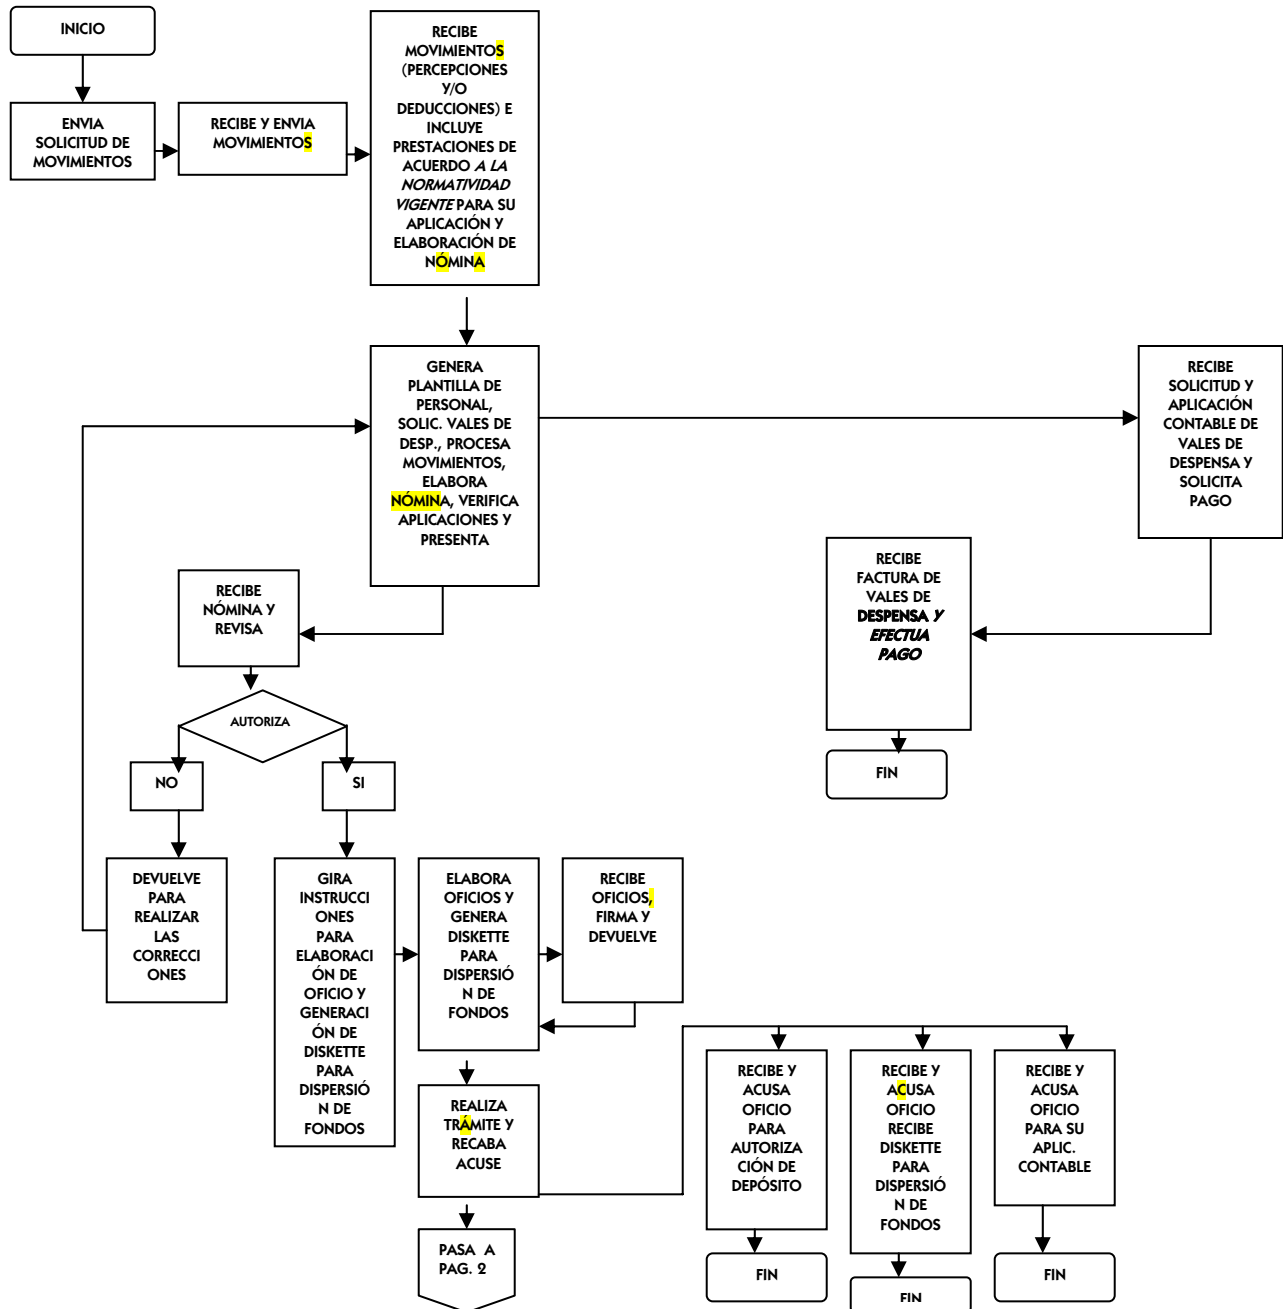 INICIO
ENVIA
SOLICITUD DE
MOVIMIENTOS
RECIBE Y ENVIA
MOVIMIENTOS
RECIBE
MOVIMIENTOS
(PERCEPCIONES
Y/O
DEDUCCIONES) E
INCLUYE
PRESTACIONES DE
ACUERDO A LA
NORMATIVIDAD
VIGENTE PARA SU
APLICACIÓN Y
ELABORACIÓN DE
NÓMINA
GENERA
PLANTILLA DE
PERSONAL,
SOLIC. VALES DE
DESP., PROCESA
MOVIMIENTOS,
ELABORA
NÓMINA, VERIFICA
APLICACIONES Y
PRESENTA
RECIBE
SOLICITUD Y
APLICACIÓN
CONTABLE DE
VALES DE
DESPENSA Y
SOLICITA
PAGO
RECIBE
FACTURA DE
VALES DE
DESPENSA Y
EFECTUA
PAGO
FIN
RECIBE
NÓMINA Y
REVISA
AUTORIZA
NO
SI
DEVUELVE
PARA
REALIZAR
LAS
CORRECCI
ONES
GIRA
INSTRUCCI
ONES
PARA
ELABORACI
ÓN DE
OFICIO Y
GENERACI
ÓN DE
DISKETTE
PARA
DISPERSIÓ
N DE
FONDOS
ELABORA
OFICIOS Y
GENERA
DISKETTE
PARA
DISPERSIÓ
N DE
FONDOS
RECIBE
OFICIOS,
FIRMA Y
DEVUELVE
REALIZA
TRÁMITE Y
RECABA
ACUSE
PASA A
PAG. 2
RECIBE Y
ACUSA
OFICIO
PARA
AUTORIZA
CIÓN DE
DEPÓSITO
FIN
RECIBE Y
ACUSA
OFICIO
RECIBE
DISKETTE
PARA
DISPERSIÓ
N DE
FONDOS
FIN
RECIBE Y
ACUSA
OFICIO
PARA SU
APLIC.
CONTABLE
FIN